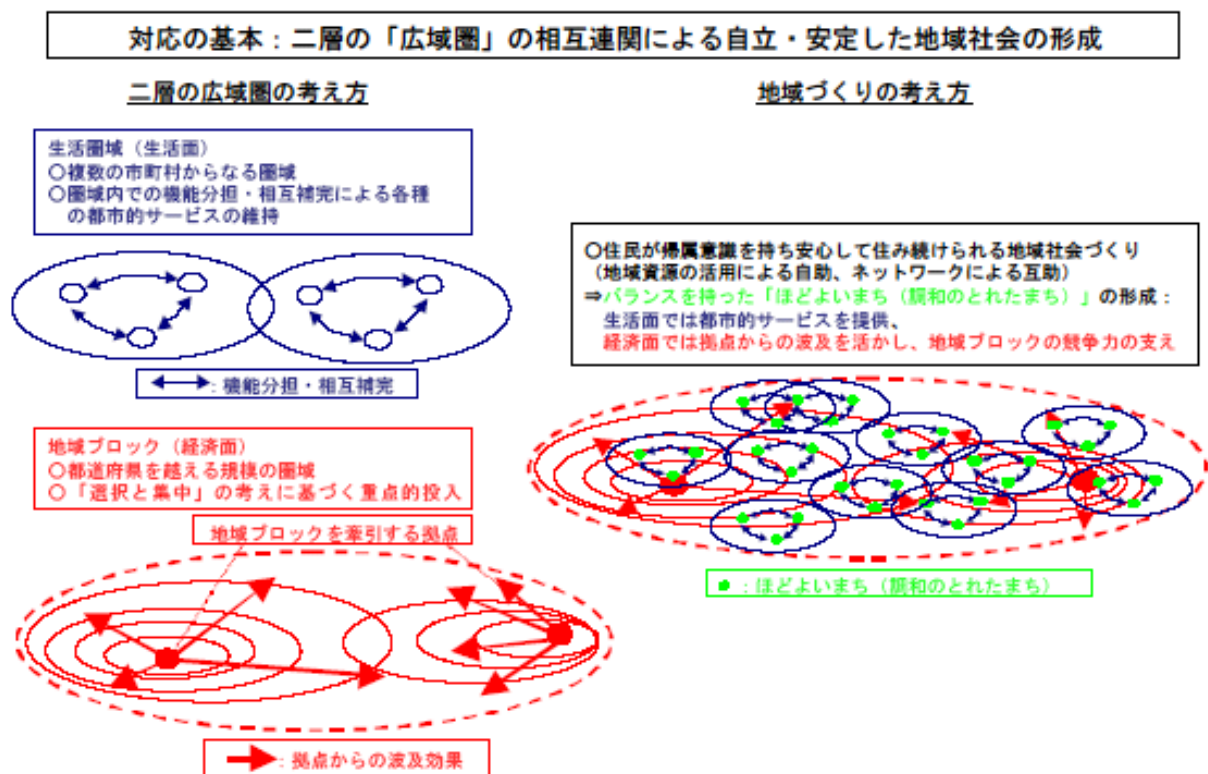 対応の基本：二層の「広域圏」の相互連関による自立・安定した地域社会の形成
二層の広域圏の考え方
生活圏域（生活面）
○複数の市町村からなる圏域
○圏域内での機能分担・相互補完による各種
の都市的サービスの維持
：機能分担・相互補完
地域ブロック（経済面）
○都道府県を越える規模の圏域
○「選択と集中」の考えに基づく重点的投入
地域ブロックを牽引する拠点
：拠点からの波及効果
地域づくりの考え方
○住民が帰属意識を持ち安心して住み続けられる地域社会づくり
（地域資源の活用による自助、ネットワークによる互助）
⇒バランスを持った「ほどよいまち（調和のとれたまち）」の形成：
生活面では都市的サービスを提供、
経済面では拠点からの波及を活かし、地域ブロックの競争力の支え
：ほどよいまち（調和のとれたまち）